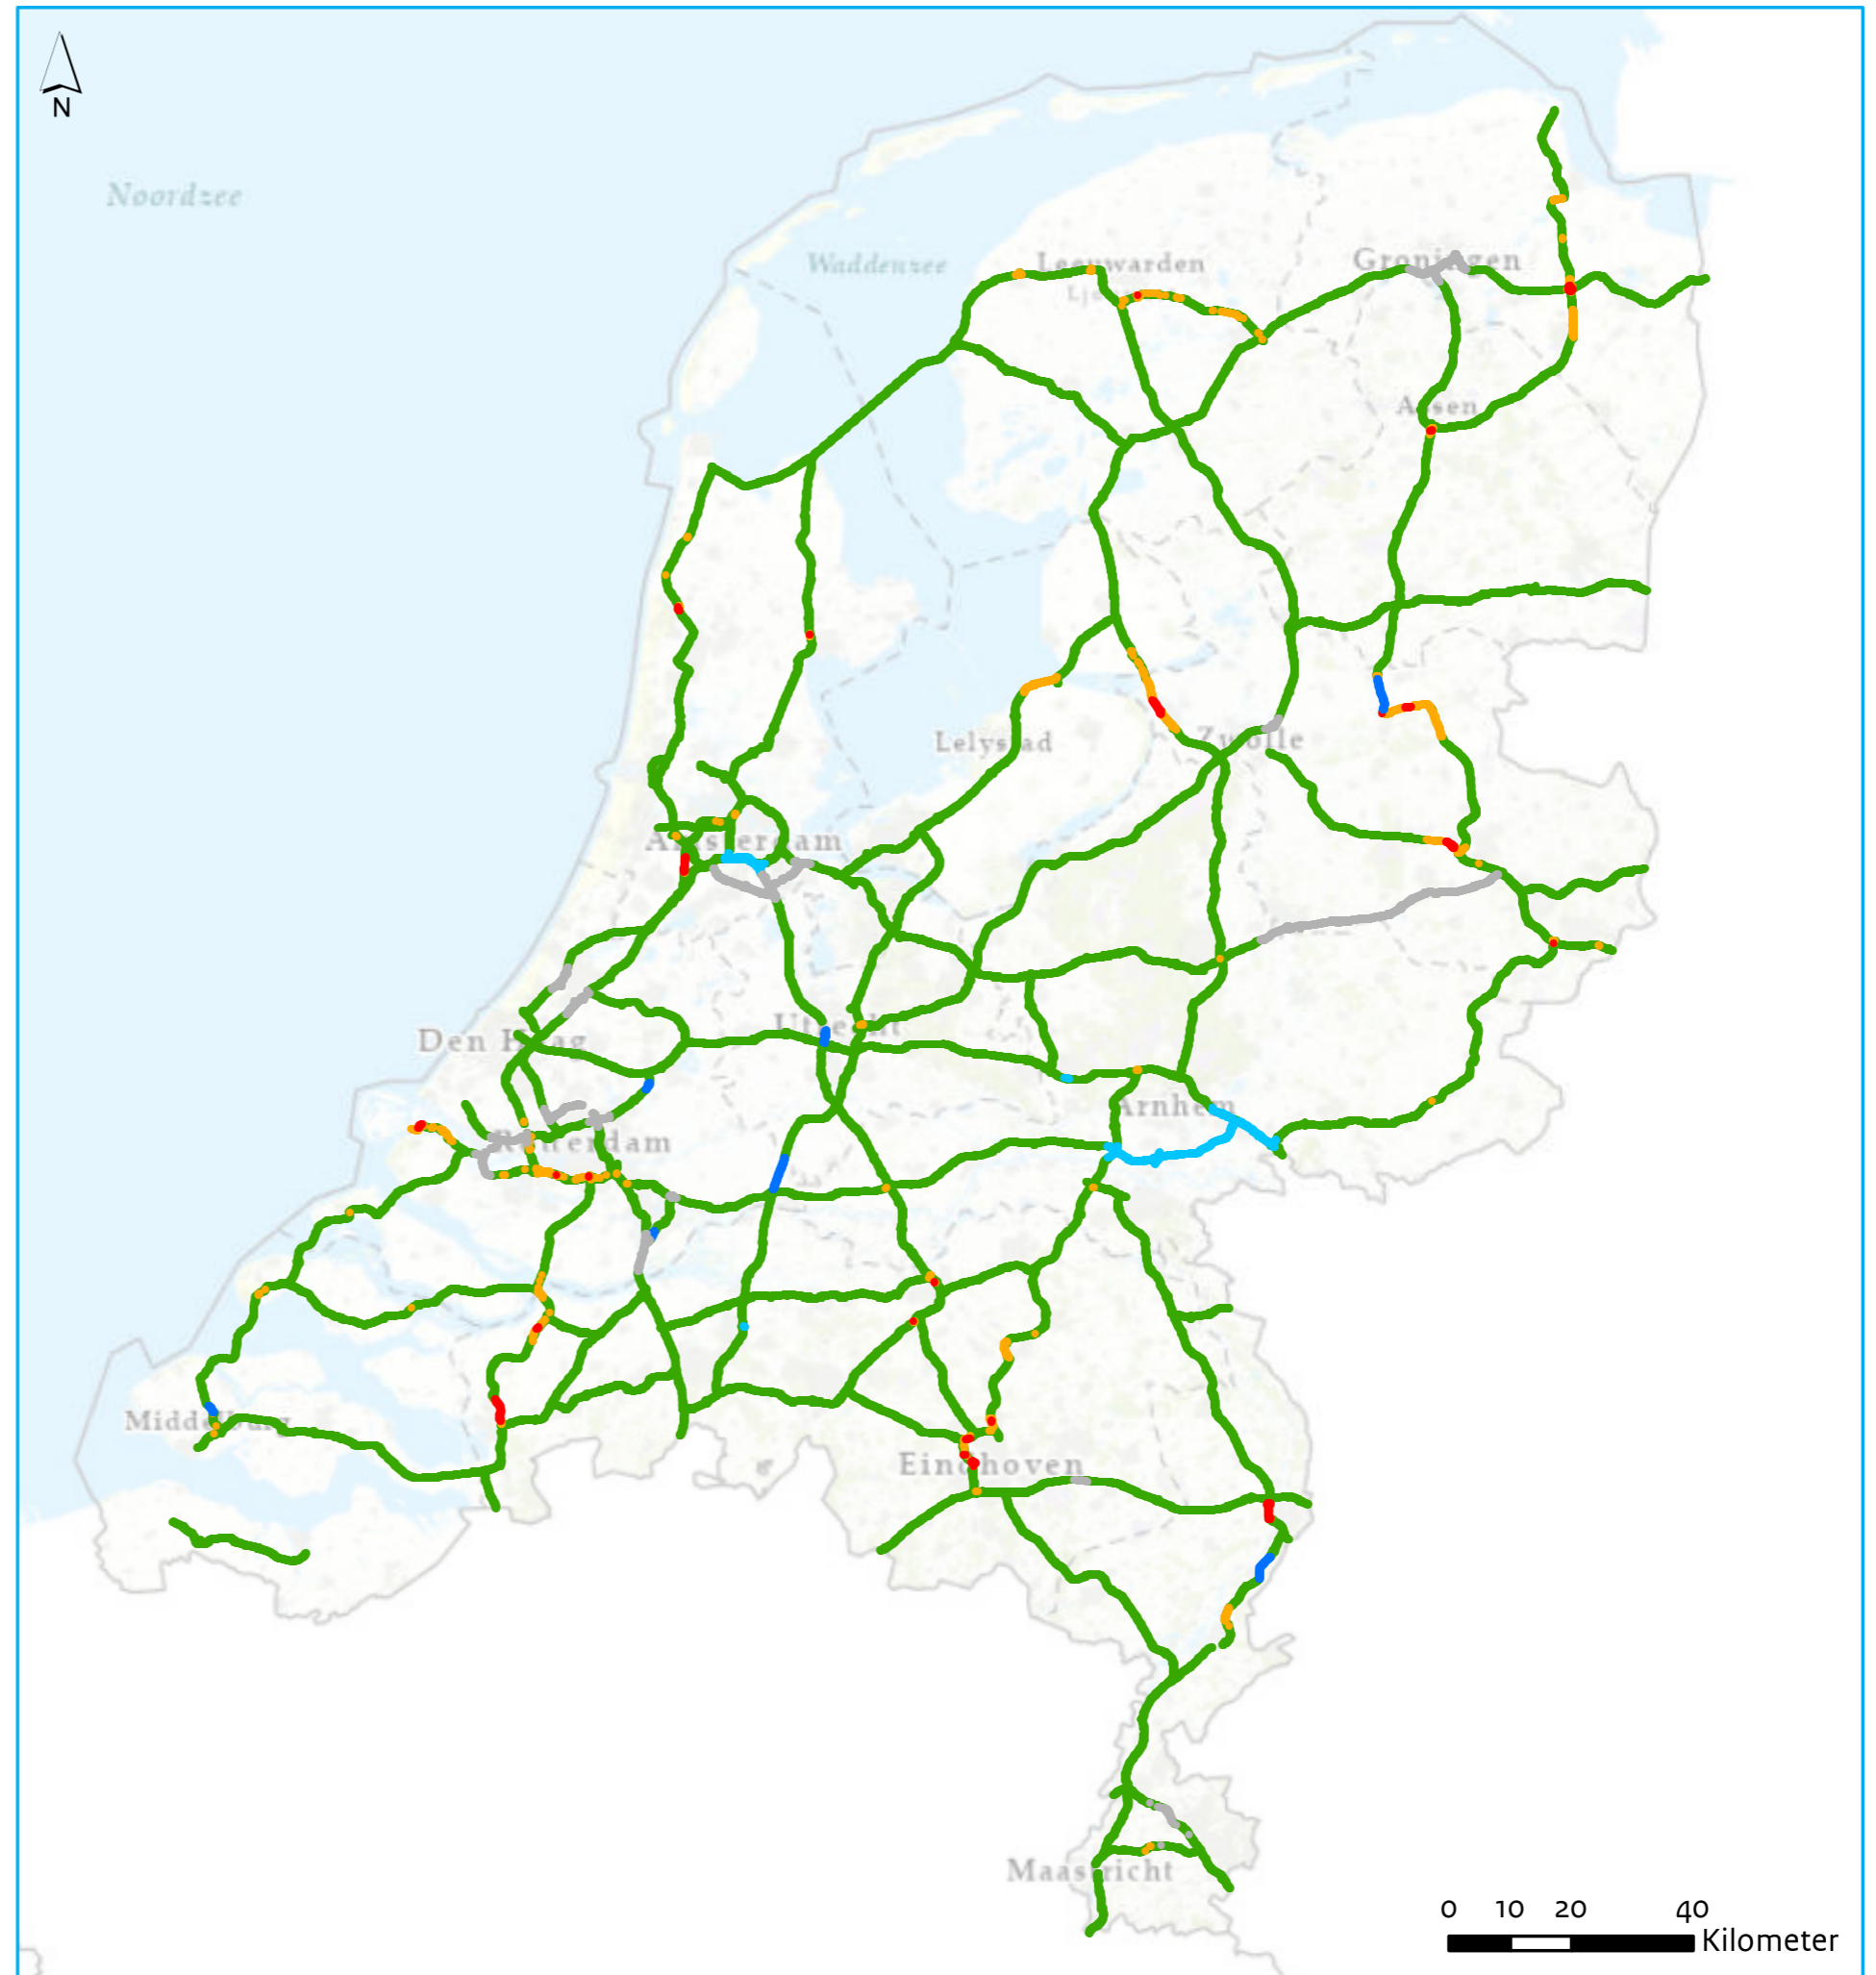 N
Noordzee
Waddenzee
Leeuwarden
Groningen
Assen
Lelystad
Zwolle
Amsterdam
Utrecht
Den Haag
Arnhem
Rotterdam
Middelburg
Eindhoven
Maastricht
0 10 20 40
Kilometer